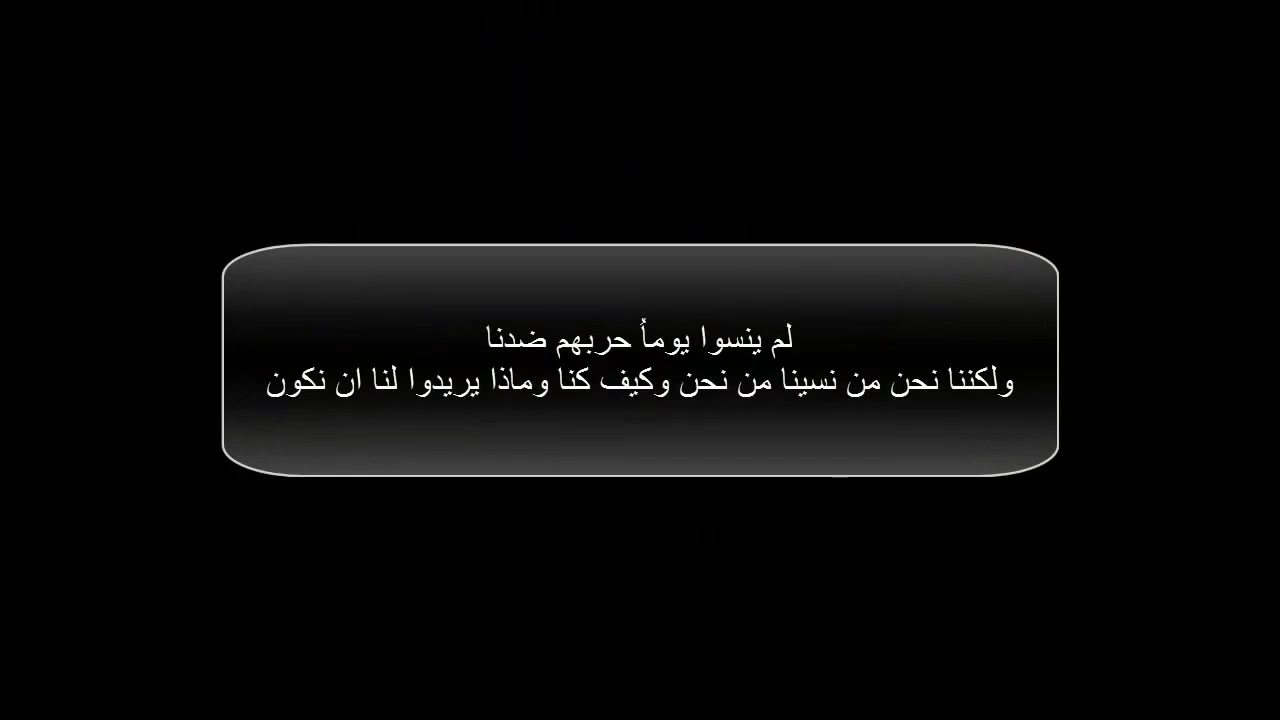 لم ينسوا يوماُ حربهم ضدنا
ولكننا نحن من نسينا من نحن وكيف كنا وماذا يريدوا لنا ان نكون